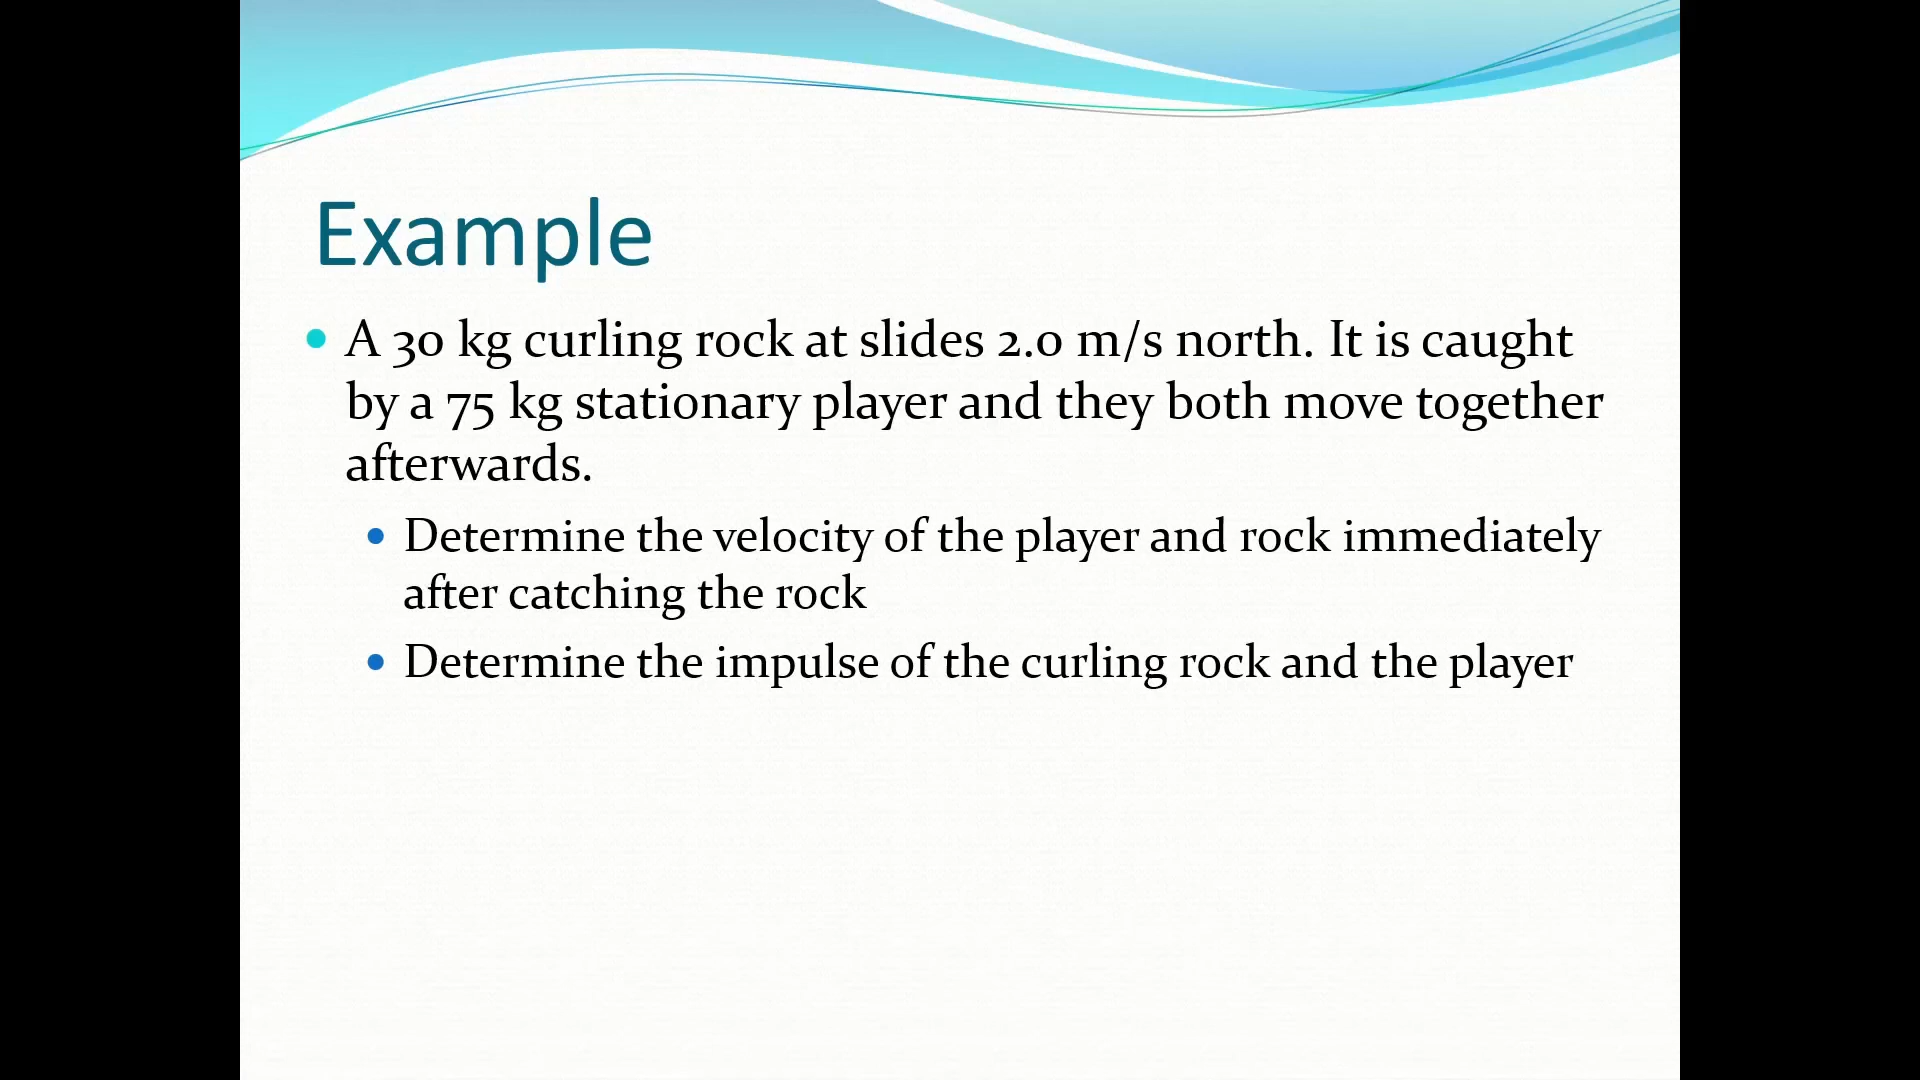 Example
A 30 kg curling rock at slides 2.0 m/s north. It is caught
by a 75 kg stationary player and they both move together
afterwards.
Determine the velocity of the player and rock immediately
after catching the rock
Determine the impulse of the curling rock and the player